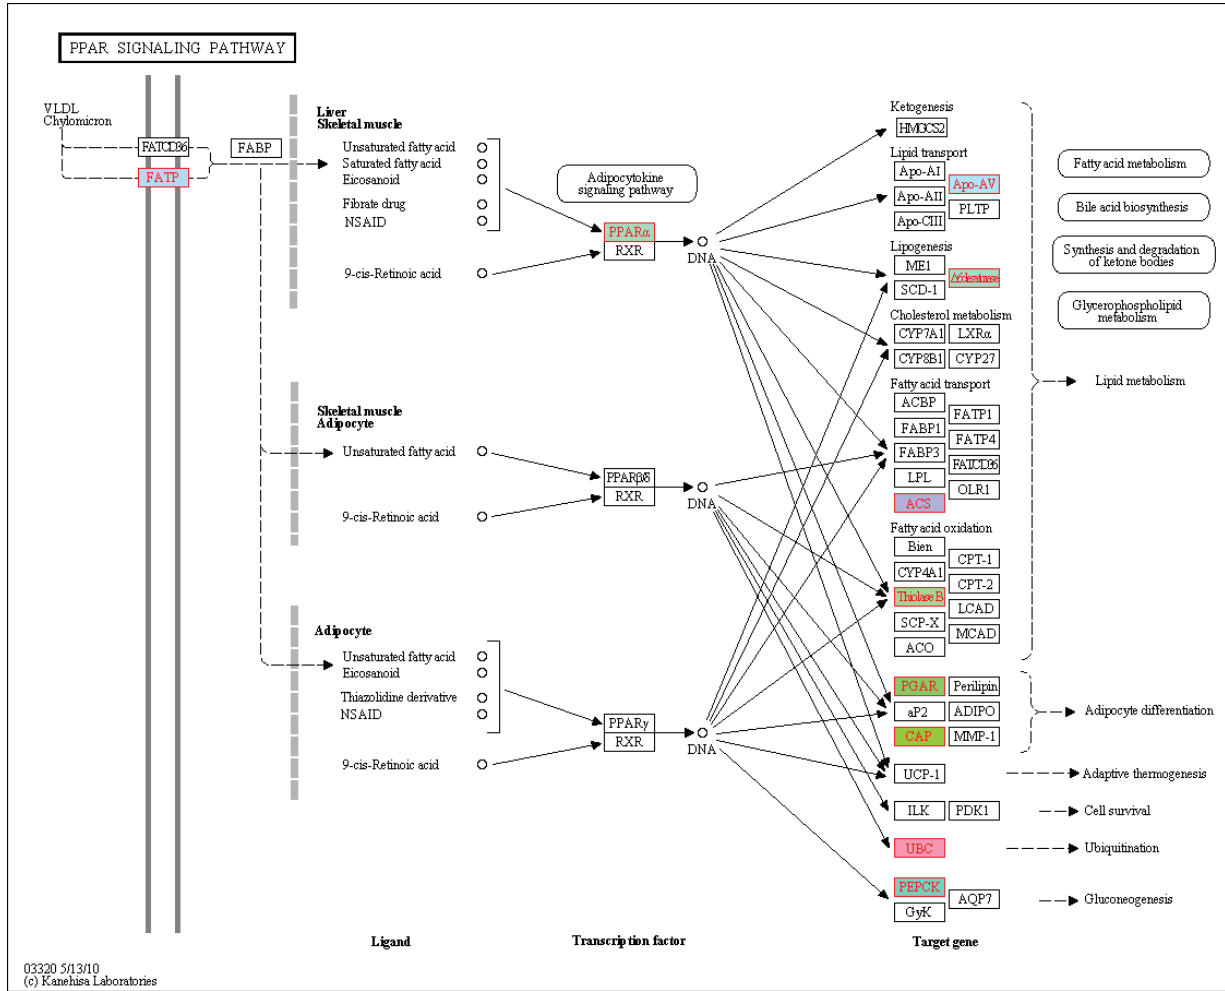 PPAR SIGNALING PATHWAY
VLDL
Chylomicron
FAT/CD36
FATP
FABP
Liver
Skeletal muscle
Unsaturated fatty acid
Saturated fatty acid
Eicosanoid
Fibrate drug
NSAID
9-cis-Retinoic acid
Adipocytokine
signaling pathway
PPARα
RXR
DNA
Skeletal muscle
Adipocyte
Unsaturated fatty acid
9-cis-Retinoic acid
PPARβ/δ
RXR
DNA
Adipocyte
Unsaturated fatty acid
Eicosanoid
Thiazolidine derivative
NSAID
9-cis-Retinoic acid
PPARγ
RXR
DNA
Ketogenesis
HMGCS2
Lipid transport
Apo-AI
Apo-AII
Apo-CIII
Apo-AV
PLTP
Lipogenesis
ME1
SCD-1
Δ6desaturase
Cholesterol metabolism
CYP7A1
LXRα
CYP8B1
CYP27
Fatty acid transport
ACBP
FABP1
FABP3
LPL
ACS
FATP1
FATP4
FAT/CD36
OLR1
Fatty acid oxidation
Bien
CYP4A1
Thiolase B
SCP-X
ACO
CPT-1
CPT-2
LCAD
MCAD
PGAR
Perilipin
aP2
ADIPO
CAP
MMP-1
UCP-1
ILK
PDK1
UBC
PEPCK
GyK
AQP7
Fatty acid metabolism
Bile acid biosynthesis
Synthesis and degradation
of ketone bodies
Glycerophospholipid
metabolism
Lipid metabolism
Adipocyte differentiation
Adaptive thermogenesis
Cell survival
Ubiquitination
Gluconeogenesis
Ligand
Transcription factor
Target gene
03320 5/13/10
(c) Kanehisa Laboratories